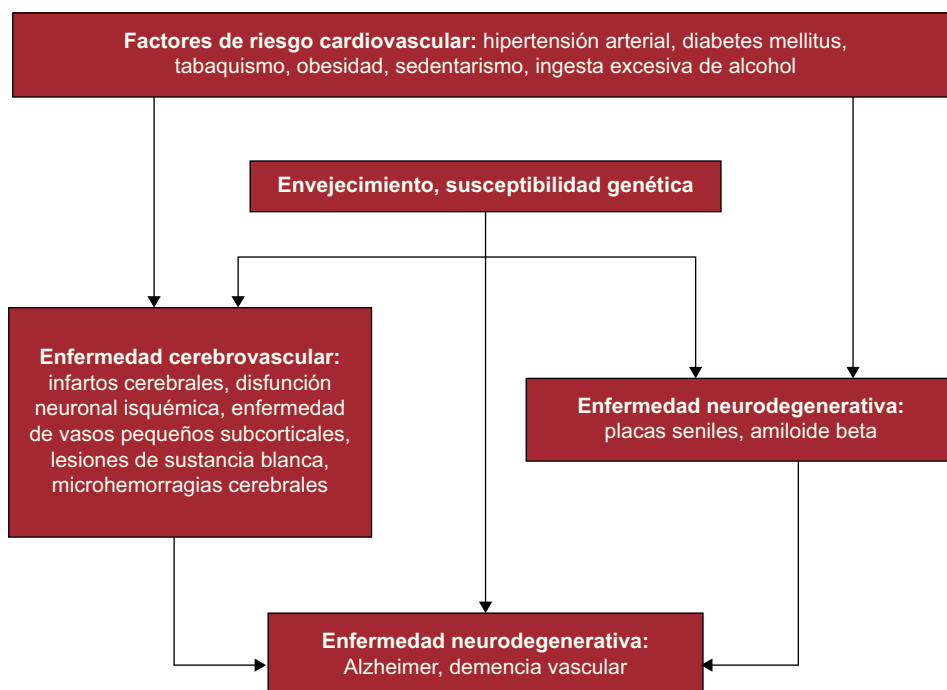 Factores de riesgo cardiovascular: hipertensión arterial, diabetes mellitus,
tabaquismo, obesidad, sedentarismo, ingesta excesiva de alcohol
Envejecimiento, susceptibilidad genética
Enfermedad cerebrovascular:
infartos cerebrales, disfunción
neuronal isquémica, enfermedad
de vasos pequeños subcorticales,
lesiones de sustancia blanca,
microhemorragias cerebrales
Enfermedad neurodegenerativa:
placas seniles, amiloide beta
Enfermedad neurodegenerativa:
Alzheimer, demencia vascular